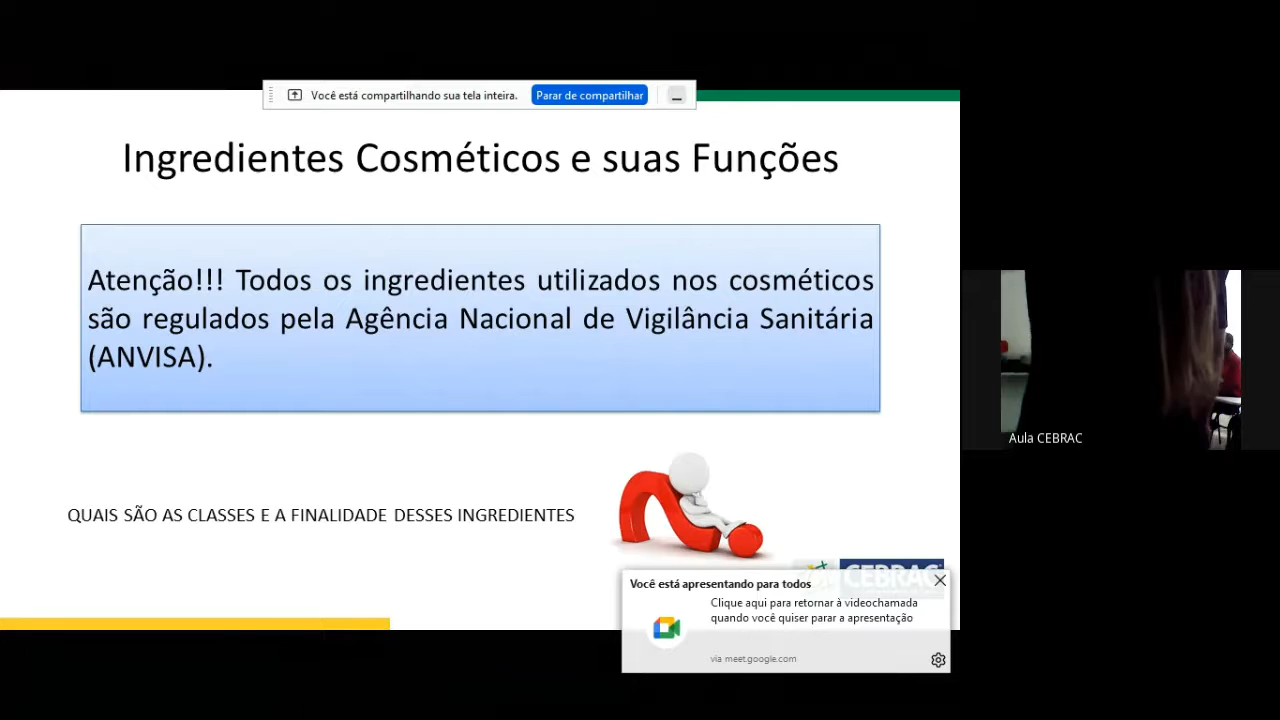 Você está compartilhando sua tela inteira. Parar de compartilhar
Ingredientes Cosméticos e suas Funções
Atenção!!! Todos os ingredientes utilizados nos cosméticos
são regulados pela Agência Nacional de Vigilância Sanitária
(ANVISA).
Aula CEBRAC
QUAIS SÃO AS CLASSES E A FINALIDADE DESSES INGREDIENTES
CEBRAC
Você está apresentando para todos
Clique aqui para retornar à videochamada
quando você quiser parar a apresentação
via meet.google.com